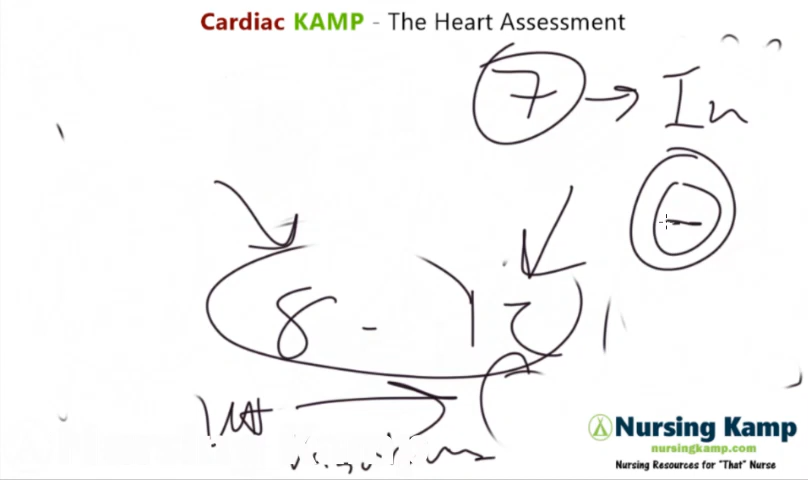 Cardiac KAMP - The Heart Assessment
7 → In
8 - 12
Nursing Kamp
nursingkamp.com
Nursing Resources for "That" Nurse